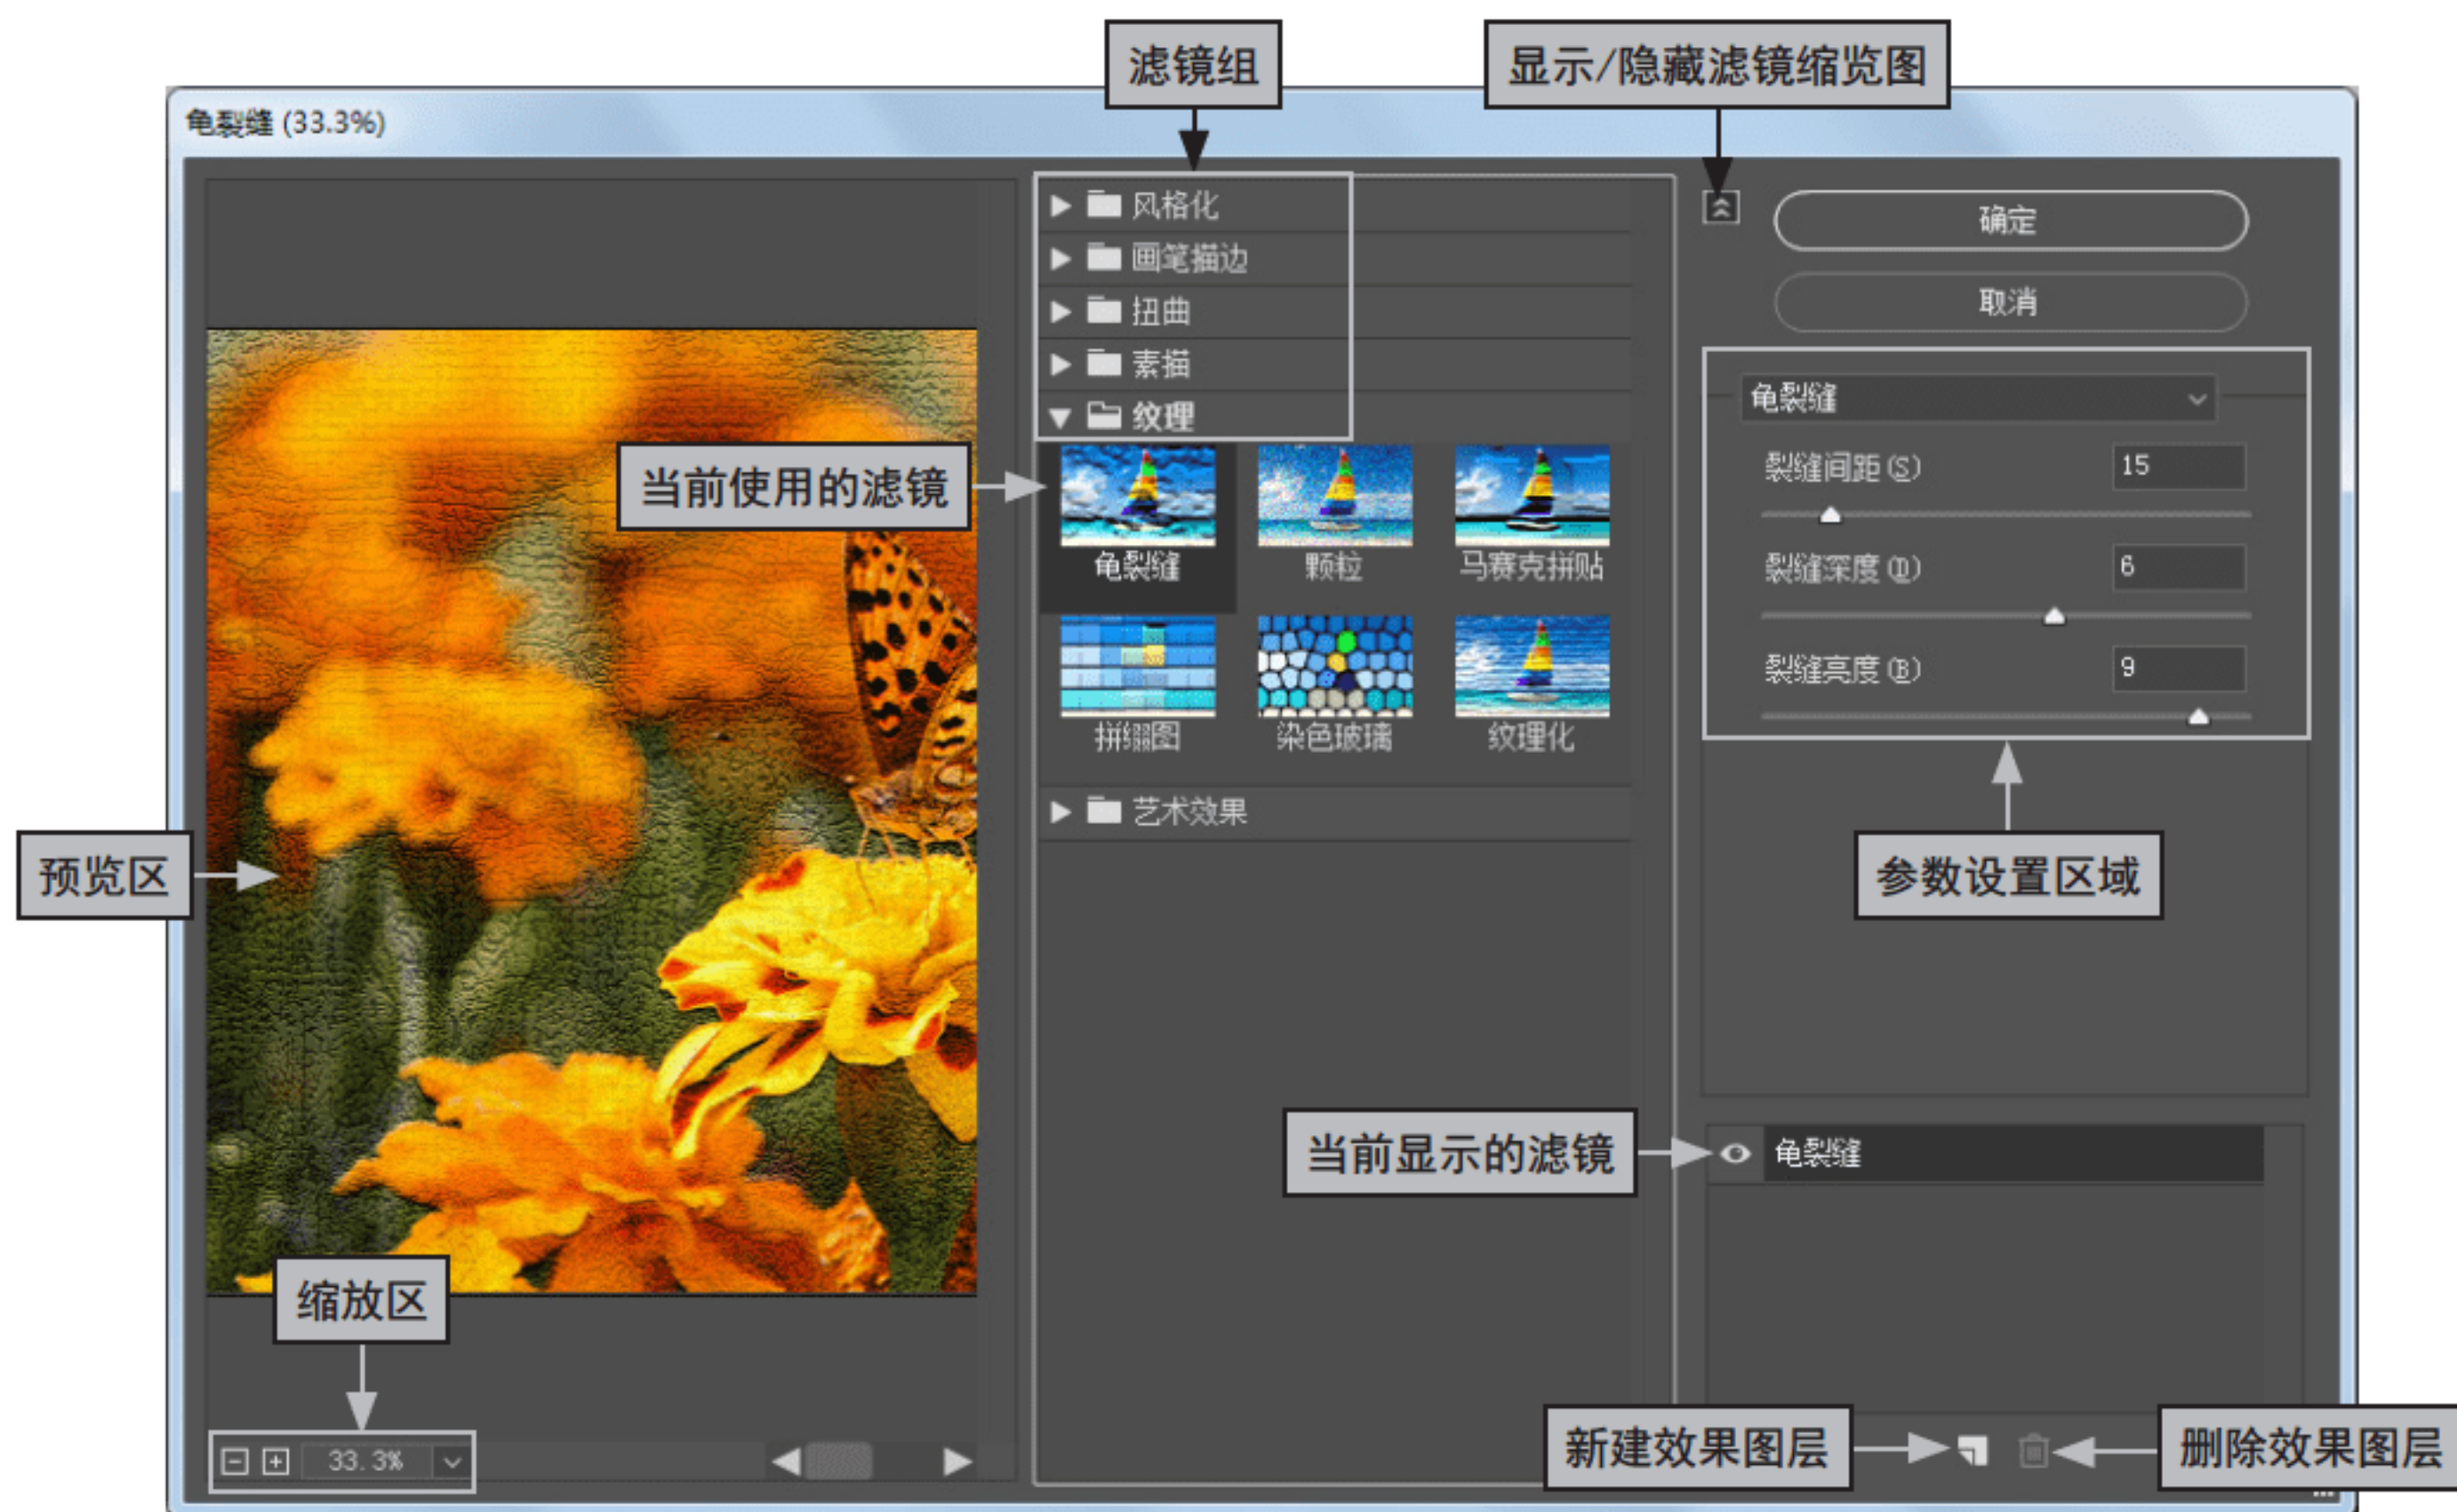 滤镜组
显示/隐藏滤镜缩览图
龟裂缝 (33.3%)
风格化
画笔描边
扭曲
素描
纹理
当前使用的滤镜
龟裂缝
颗粒
马赛克拼贴
拼缀图
染色玻璃
纹理化
艺术效果
确定
取消
龟裂缝
裂缝间距(S)
15
裂缝深度(D)
6
裂缝亮度(B)
9
预览区
参数设置区域
当前显示的滤镜
龟裂缝
缩放区
33.3%
新建效果图层
删除效果图层